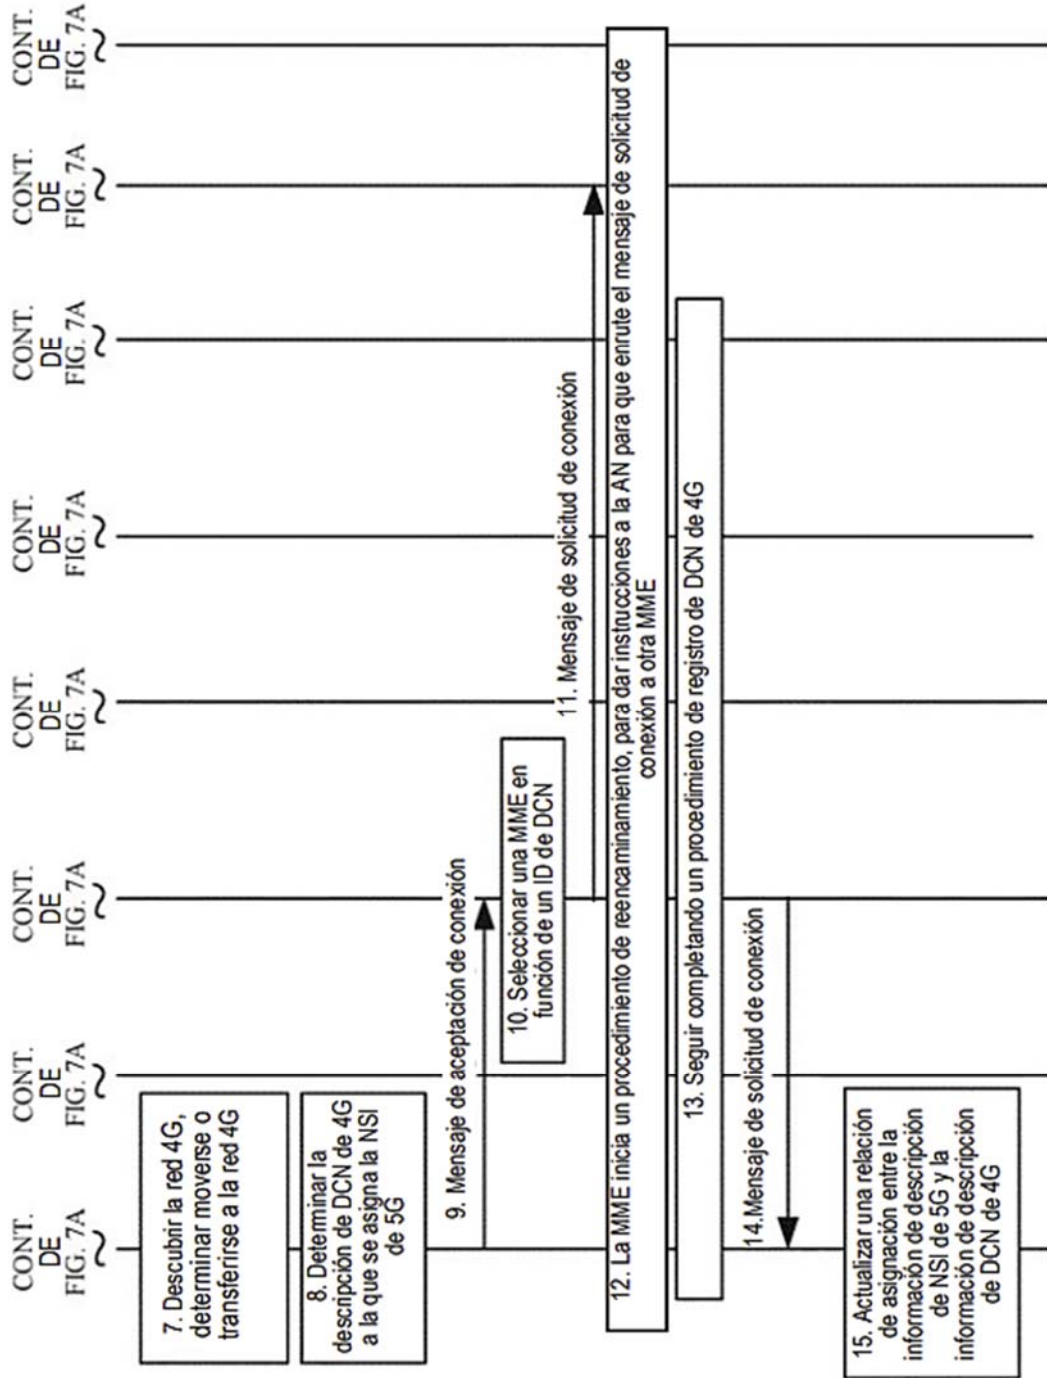 CONT.
DE
FIG. 7A
CONT.
DE
FIG. 7A
CONT.
DE
FIG. 7A
CONT.
DE
FIG. 7A
CONT.
DE
FIG. 7A
CONT.
DE
FIG. 7A
CONT.
DE
FIG. 7A
CONT.
DE
FIG. 7A
7. Descubrir la red 4G,
determinar moverse o
transferirse a la red 4G
8. Determinar la
descripción de DCN de 4G
a la que se asigna la NSI
de 5G
9. Mensaje de aceptación de conexión
10. Seleccionar una MME en
función de un ID de DCN
11. Mensaje de solicitud de conexión
12. La MME inicia un procedimiento de reencaminamiento, para dar instrucciones a la AN para que enrute el mensaje de solicitud de
conexión a otra MME
13. Seguir completando un procedimiento de registro de DCN de 4G
14.Mensaje de solicitud de conexión
15. Actualizar una relación
de asignación entre la
información de descripción
de NSI de 5G y la
información de descripción
de DCN de 4G